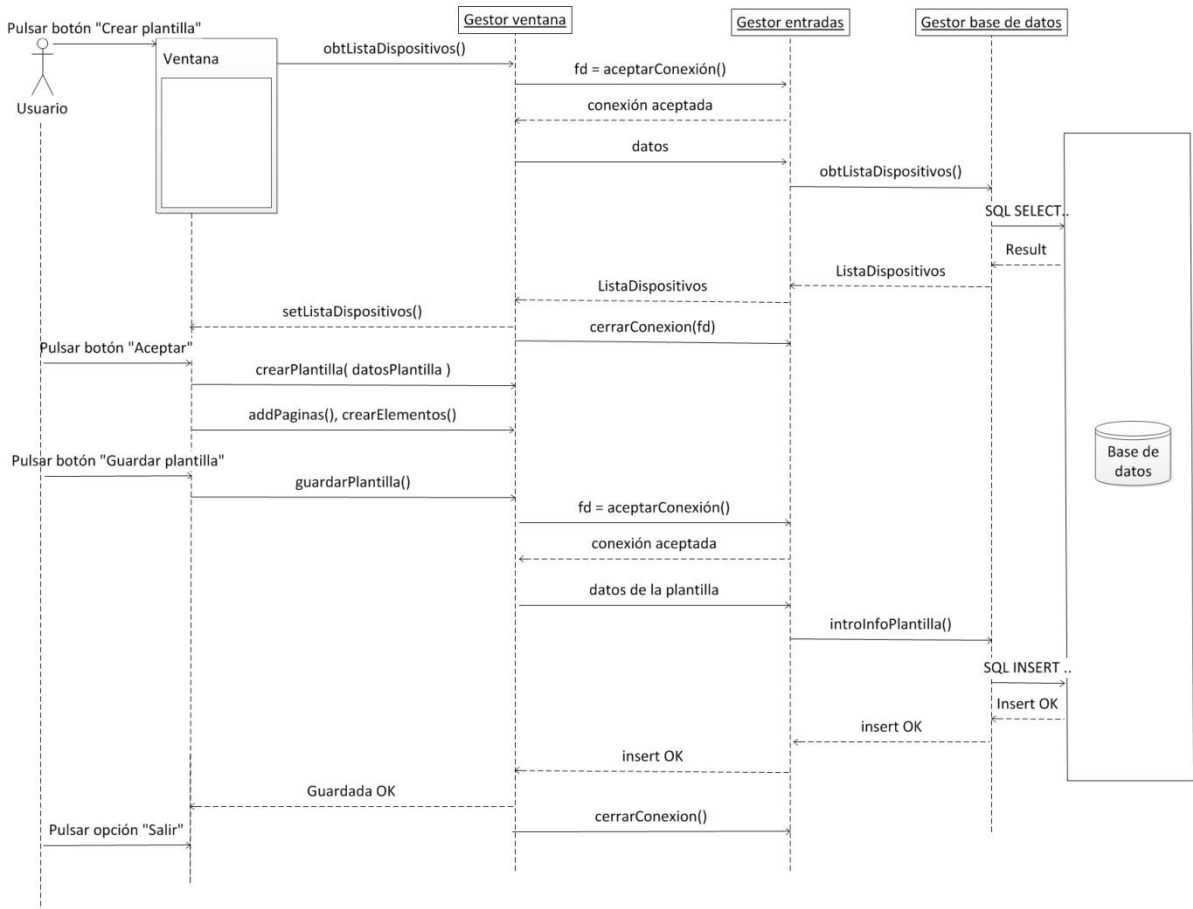 Gestor ventana
Gestor entradas
Gestor base de datos
Pulsar botón "Crear plantilla"
Ventana
Usuario
obtListaDispositivos()
fd = aceptarConexión()
conexión aceptada
datos
obtListaDispositivos()
SQL SELECT..
Result
ListaDispositivos
ListaDispositivos
setListaDispositivos()
cerrarConexion(fd)
Pulsar botón "Aceptar"
crearPlantilla( datosPlantilla )
addPaginas(), crearElementos()
Base de
datos
Pulsar botón "Guardar plantilla"
guardarPlantilla()
fd = aceptarConexión()
conexión aceptada
datos de la plantilla
introInfoPlantilla()
SQL INSERT ..
Insert OK
insert OK
insert OK
Guardada OK
cerrarConexion()
Pulsar opción "Salir"